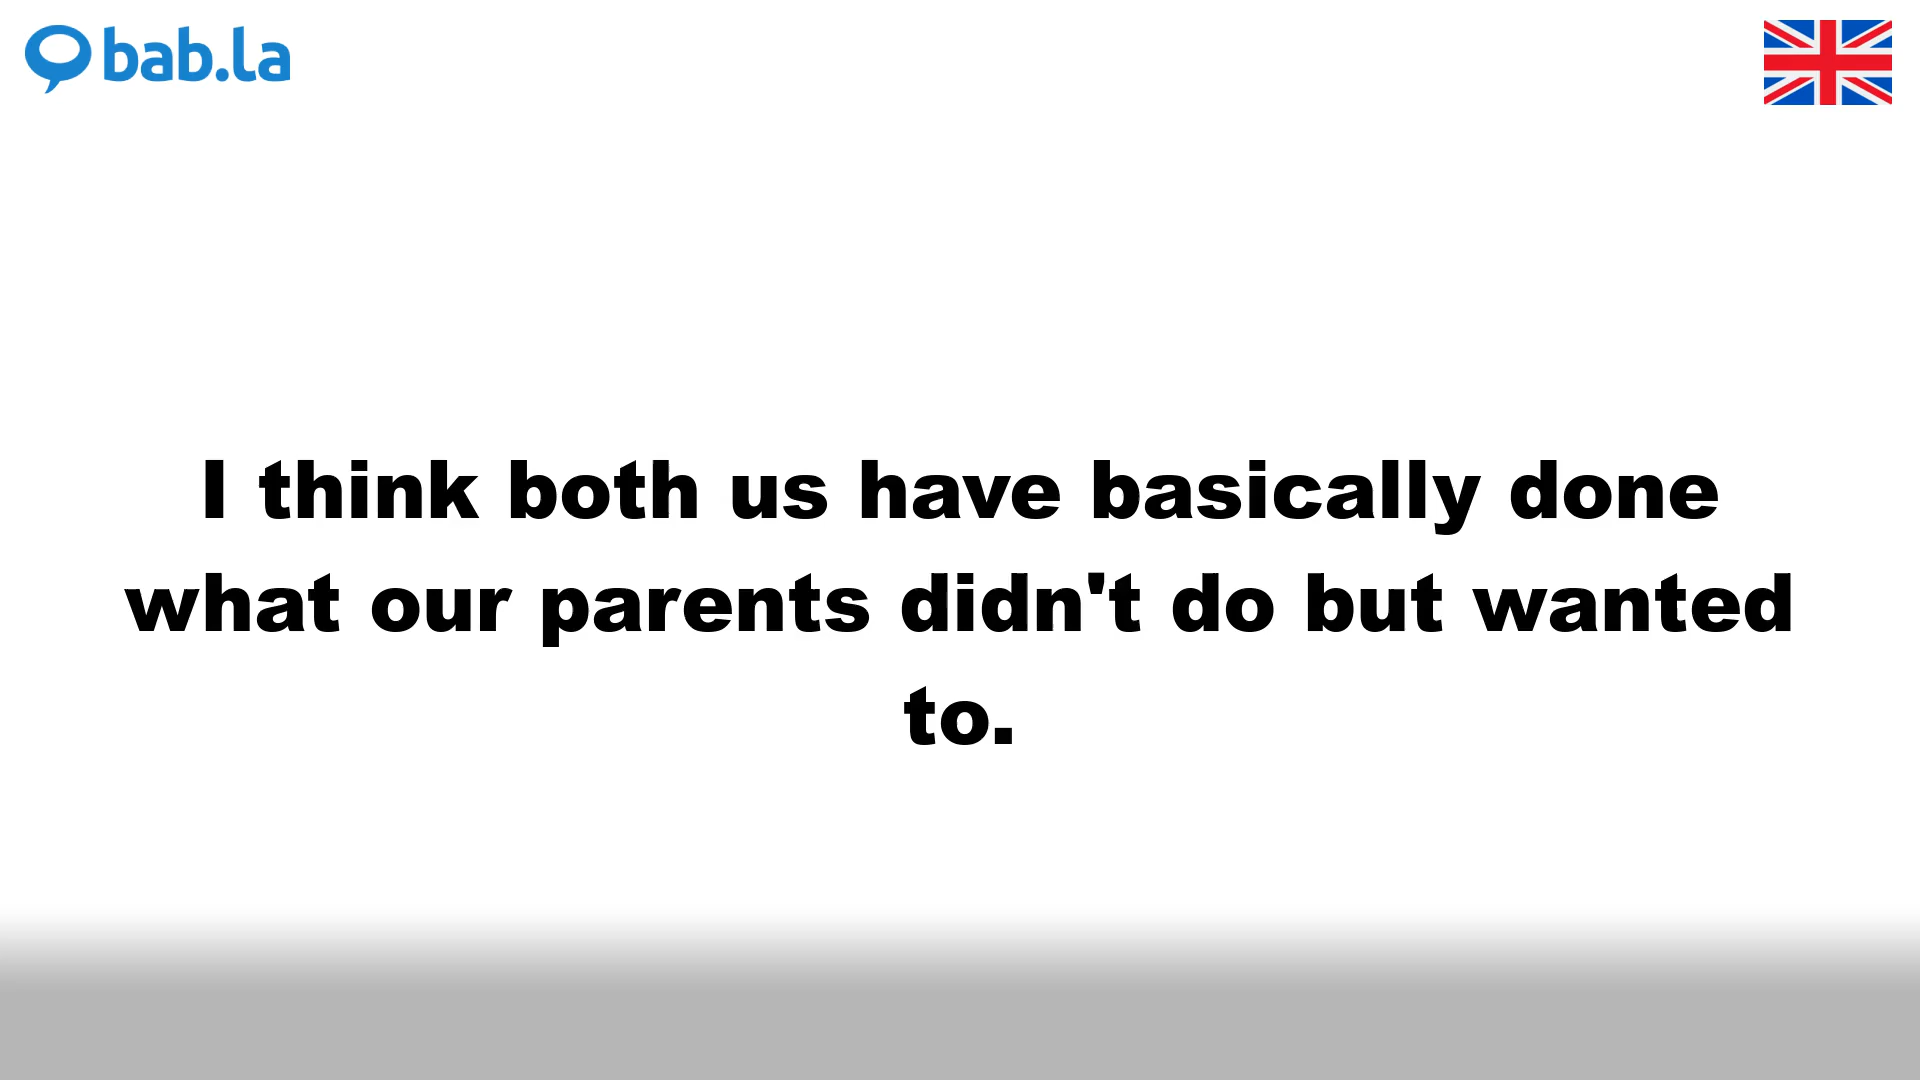 bab.la
I think both us have basically done
what our parents didn't do but wanted
to.